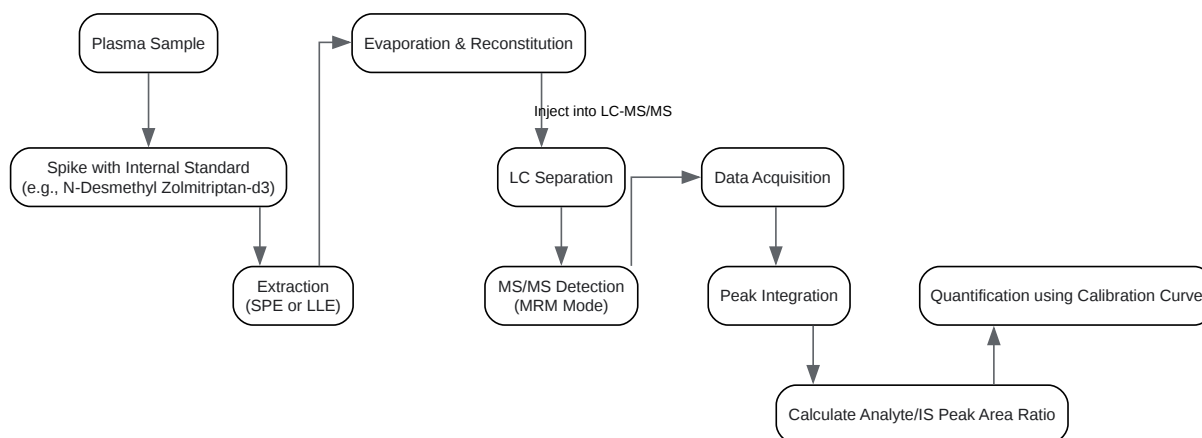 Plasma Sample
Spike with Internal Standard
(e.g., N-Desmethyl Zolmitriptan-d3)
Extraction
(SPE or LLE)
Evaporation & Reconstitution
Inject into LC-MS/MS
LC Separation
MS/MS Detection
(MRM Mode)
Data Acquisition
Peak Integration
Calculate Analyte/IS Peak Area Ratio
Quantification using Calibration Curve